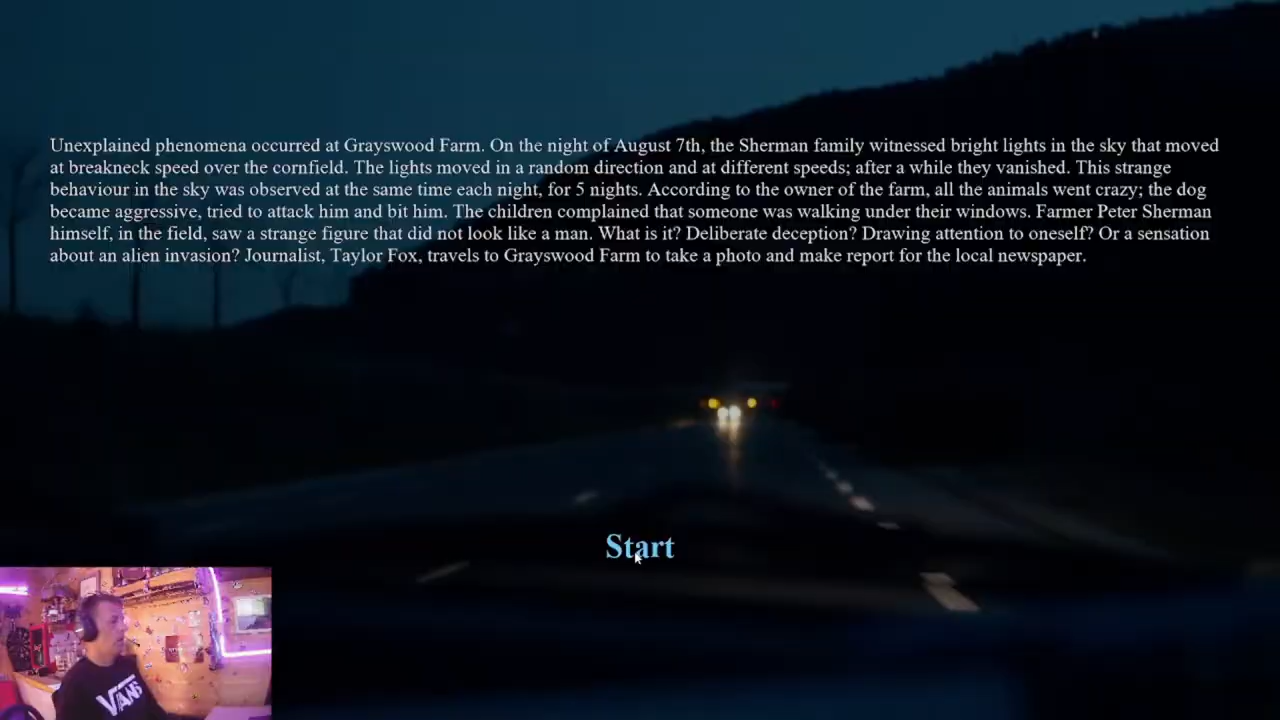 Unexplained phenomena occurred at Grayswood Farm. On the night of August 7th, the Sherman family witnessed bright lights in the sky that moved
at breakneck speed over the cornfield. The lights moved in a random direction and at different speeds; after a while they vanished. This strange
behaviour in the sky was observed at the same time each night, for 5 nights. According to the owner of the farm, all the animals went crazy; the dog
became aggressive, tried to attack him and bit him. The children complained that someone was walking under their windows. Farmer Peter Sherman
himself, in the field, saw a strange figure that did not look like a man. What is it? Deliberate deception? Drawing attention to oneself? Or a sensation
about an alien invasion? Journalist, Taylor Fox, travels to Grayswood Farm to take a photo and make report for the local newspaper.
Start
VANS